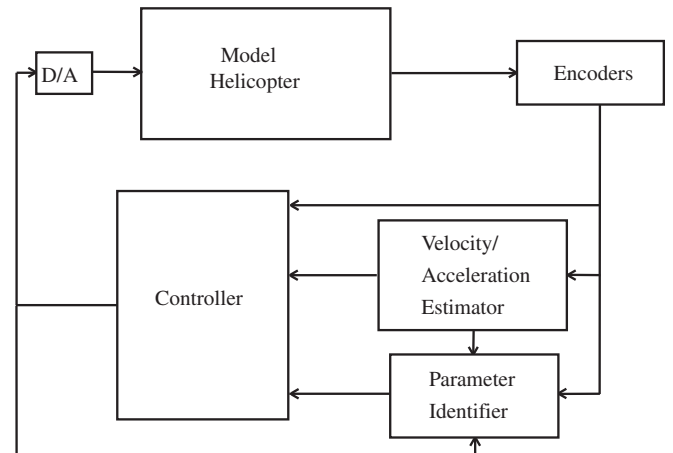 D/A
Model
Helicopter
Encoders
Controller
Velocity/
Acceleration
Estimator
Parameter
Identifier